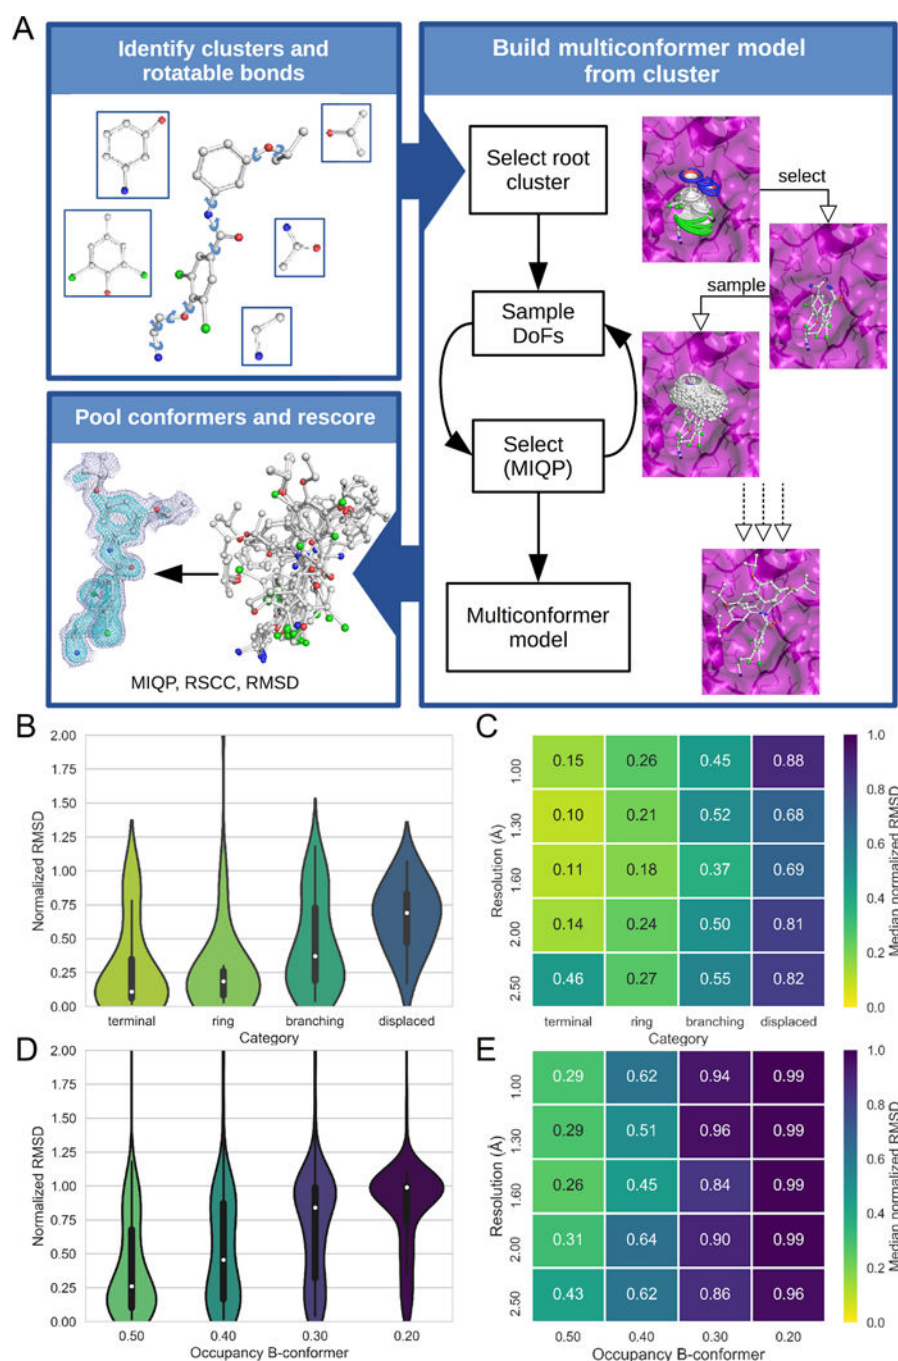 A
Identify clusters and
rotatable bonds
Build multiconformer model
from cluster
Select root
cluster
select
Sample
DoFs
sample
Select
(MIQP)
Multiconformer
model
Pool conformers and rescore
MIQP, RSCC, RMSD
B
2.00
1.75
1.50
1.25
1.00
0.75
0.50
0.25
0.00
Normalized RMSD
terminal ring branching displaced
Category
C
Resolution (Å)
1.00 0.15 0.26 0.45 0.88
1.30 0.10 0.21 0.52 0.68
1.60 0.11 0.18 0.37 0.69
2.00 0.14 0.24 0.50 0.81
2.50 0.46 0.27 0.55 0.82
terminal ring branching displaced
Category
1.0
0.8
0.6
0.4
0.2
0.0
Median normalized RMSD
D
2.00
1.75
1.50
1.25
1.00
0.75
0.50
0.25
0.00
Normalized RMSD
0.50 0.40 0.30 0.20
Occupancy B-conformer
E
Resolution (Å)
1.00 0.29 0.62 0.94 0.99
1.30 0.29 0.51 0.96 0.99
1.60 0.26 0.45 0.84 0.99
2.00 0.31 0.64 0.90 0.99
2.50 0.43 0.62 0.86 0.96
0.50 0.40 0.30 0.20
Occupancy B-conformer
1.0
0.8
0.6
0.4
0.2
0.0
Median normalized RMSD